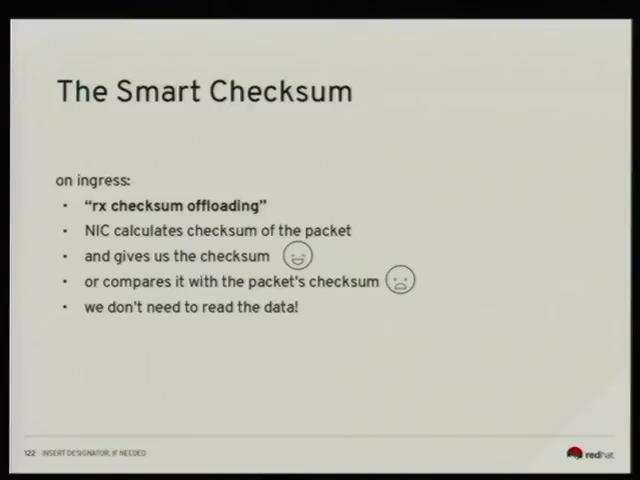 The Smart Checksum
on ingress:
• "rx checksum offloading"
• NIC calculates checksum of the packet
• and gives us the checksum
• or compares it with the packet's checksum
• we don't need to read the data!
122 INSERT DESIGNATOR, IF NEEDED
redhat.